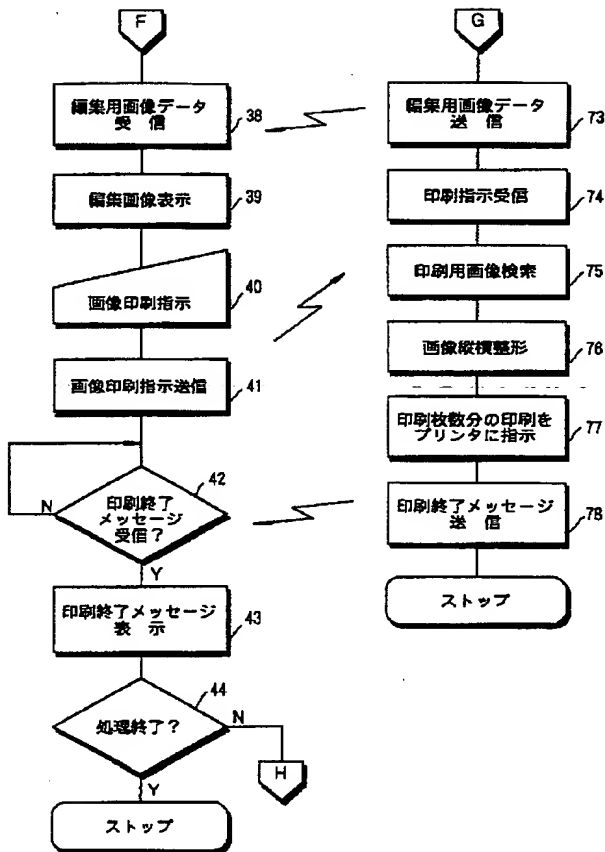 F
編集用画像データ
受信
38
編集画像表示
39
画像印刷指示
40
画像印刷指示送信
41
42
印刷終了
メッセージ
受信?
N
Y
印刷終了メッセージ
表 示
43
44
処理終了?
N
H
Y
ストップ
G
編集用画像データ
送 信
73
印刷指示受信
74
印刷用画像検索
75
画像縦横整形
76
印刷枚数分の印刷を
プリンタに指示
77
印刷終了メッセージ
送 信
78
ストップ